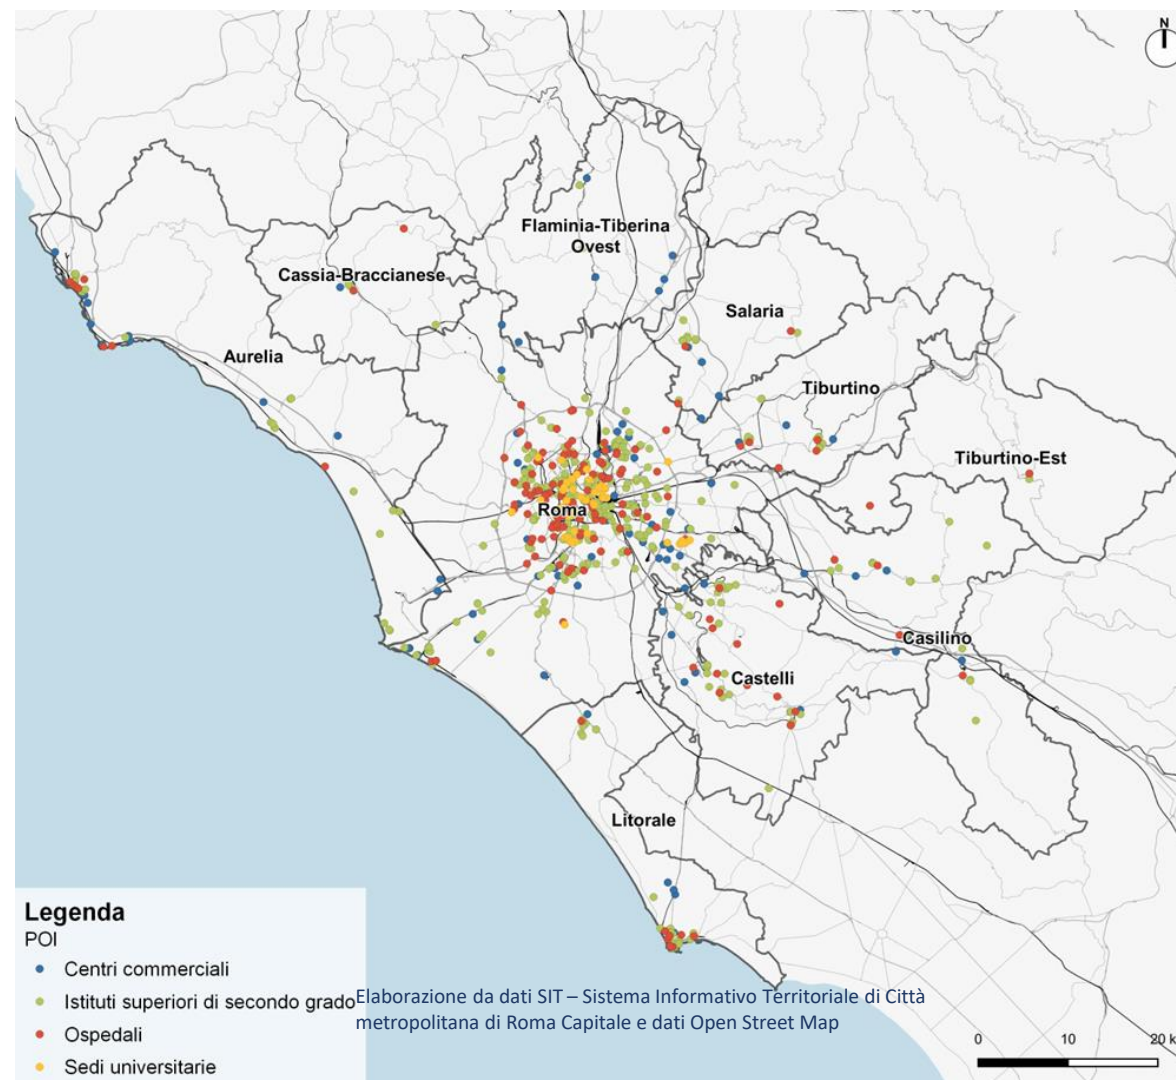 N
Flaminia-Tiberina
Ovest
Cassia-Braccianese
Salaria
Aurelia
Tiburtino
Tiburtino-Est
Roma
Casilino
Castelli
Litorale
Legenda
POI
Centri commerciali
Istituti superiori di secondo grado
Ospedali
Sedi universitarie
Elaborazione da dati SIT – Sistema Informativo Territoriale di Città
metropolitana di Roma Capitale e dati Open Street Map
0 10 20 k